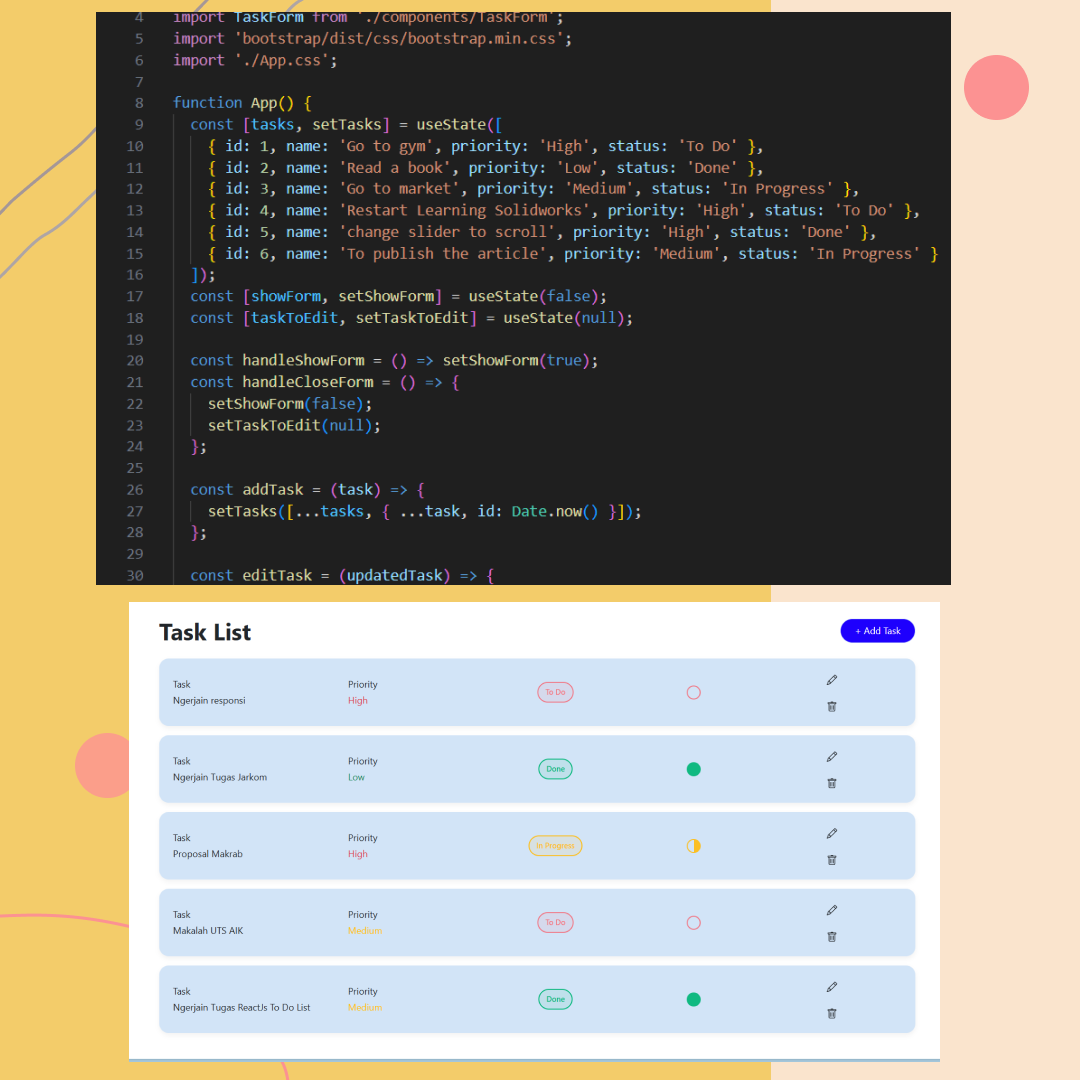 4 import TaskForm from './components/TaskForm';
5 import 'bootstrap/dist/css/bootstrap.min.css';
6 import './App.css';
7
8 function App() {
9 const [tasks, setTasks] = useState([
10 { id: 1, name: 'Go to gym', priority: 'High', status: 'To Do' },
11 { id: 2, name: 'Read a book', priority: 'Low', status: 'Done' },
12 { id: 3, name: 'Go to market', priority: 'Medium', status: 'In Progress' },
13 { id: 4, name: 'Restart Learning Solidworks', priority: 'High', status: 'To Do' },
14 { id: 5, name: 'change slider to scroll', priority: 'High', status: 'Done' },
15 { id: 6, name: 'To publish the article', priority: 'Medium', status: 'In Progress' }
16 ]);
17 const [showForm, setShowForm] = useState(false);
18 const [taskToEdit, setTaskToEdit] = useState(null);
19
20 const handleShowForm = () => setShowForm(true);
21 const handleCloseForm = () => {
22 setShowForm(false);
23 setTaskToEdit(null);
24 };
25
26 const addTask = (task) => {
27 setTasks([...tasks, { ...task, id: Date.now() }]);
28 };
29
30 const editTask = (updatedTask) => {
Task List
+ Add Task
Task Priority
Ngerjain responsi High
To Do
Task Priority
Ngerjain Tugas Jarkom Low
Done
Task Priority
Proposal Makrab High
In Progress
Task Priority
Makalah UTS AIK Medium
To Do
Task Priority
Ngerjain Tugas ReactJs To Do List Medium
Done